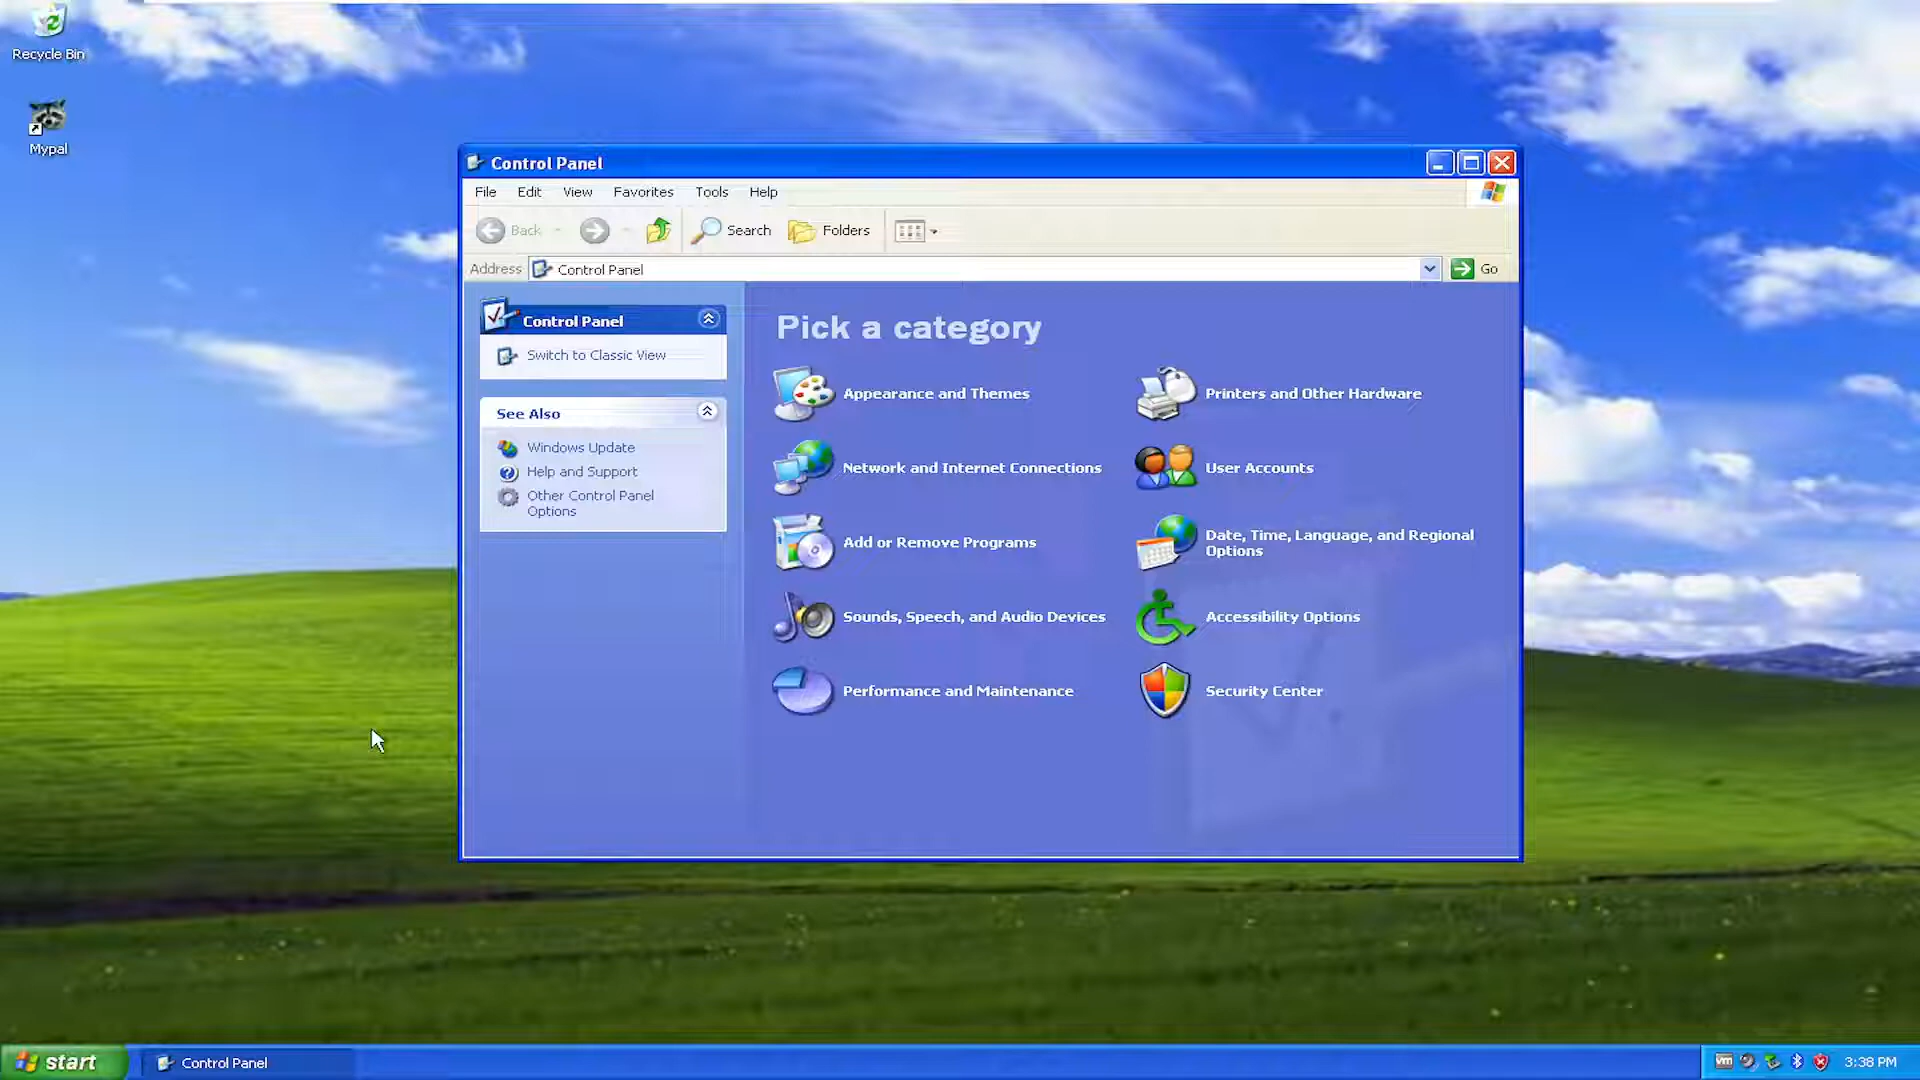 Recycle Bin
Mypal
Control Panel
File Edit View Favorites Tools Help
Back Search Folders
Address Control Panel Go
Control Panel
Switch to Classic View
See Also
Windows Update
Help and Support
Other Control Panel
Options
Pick a category
Appearance and Themes
Printers and Other Hardware
Network and Internet Connections
User Accounts
Add or Remove Programs
Date, Time, Language, and Regional
Options
Sounds, Speech, and Audio Devices
Accessibility Options
Performance and Maintenance
Security Center
start
Control Panel
vm
3:38 PM